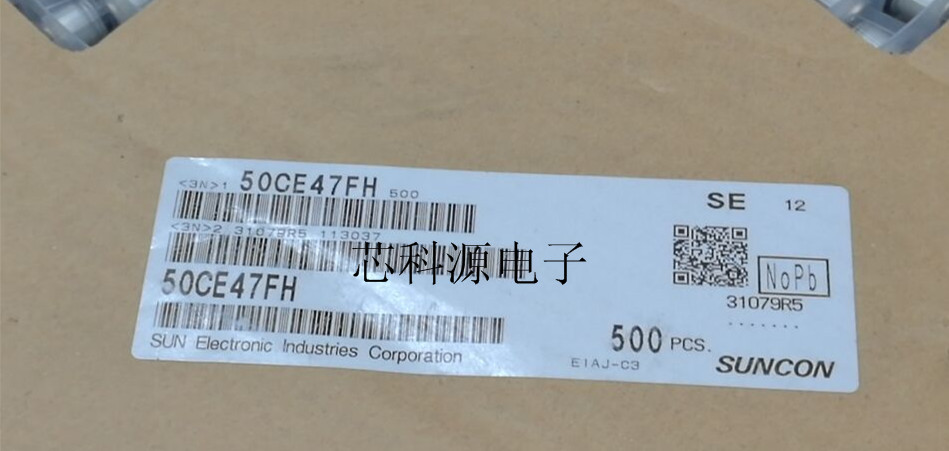 <3N>1 50CE47FH 500
SE 12
<3N>2 31079R5 113037
芯科源电子
50CE47FH
NoPb
31079R5
.......
500 PCS.
SUN Electronic Industries Corporation
EIAJ-C3
SUNCON